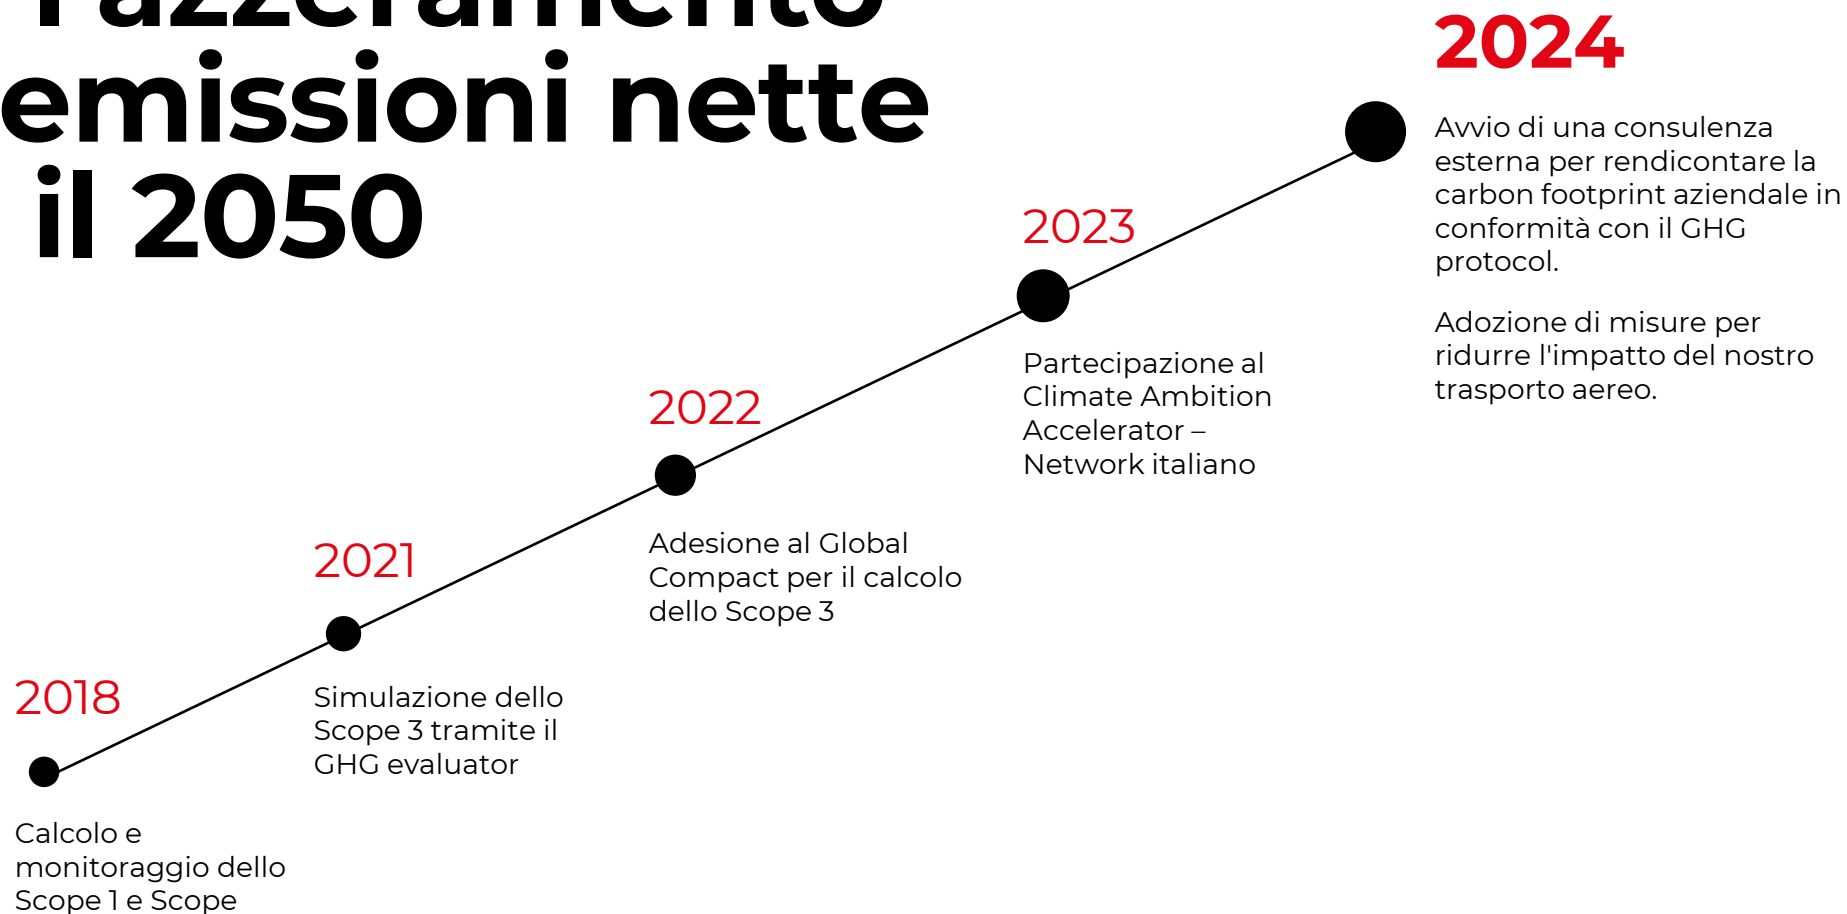 l'azzeramento
emissioni nette
il 2050
2024
Avvio di una consulenza
esterna per rendicontare la
carbon footprint aziendale in
conformità con il GHG
protocol.
Adozione di misure per
ridurre l'impatto del nostro
trasporto aereo.
2023
Partecipazione al
Climate Ambition
Accelerator –
Network italiano
2022
Adesione al Global
Compact per il calcolo
dello Scope 3
2021
Simulazione dello
Scope 3 tramite il
GHG evaluator
2018
Calcolo e
monitoraggio dello
Scope 1 e Scope